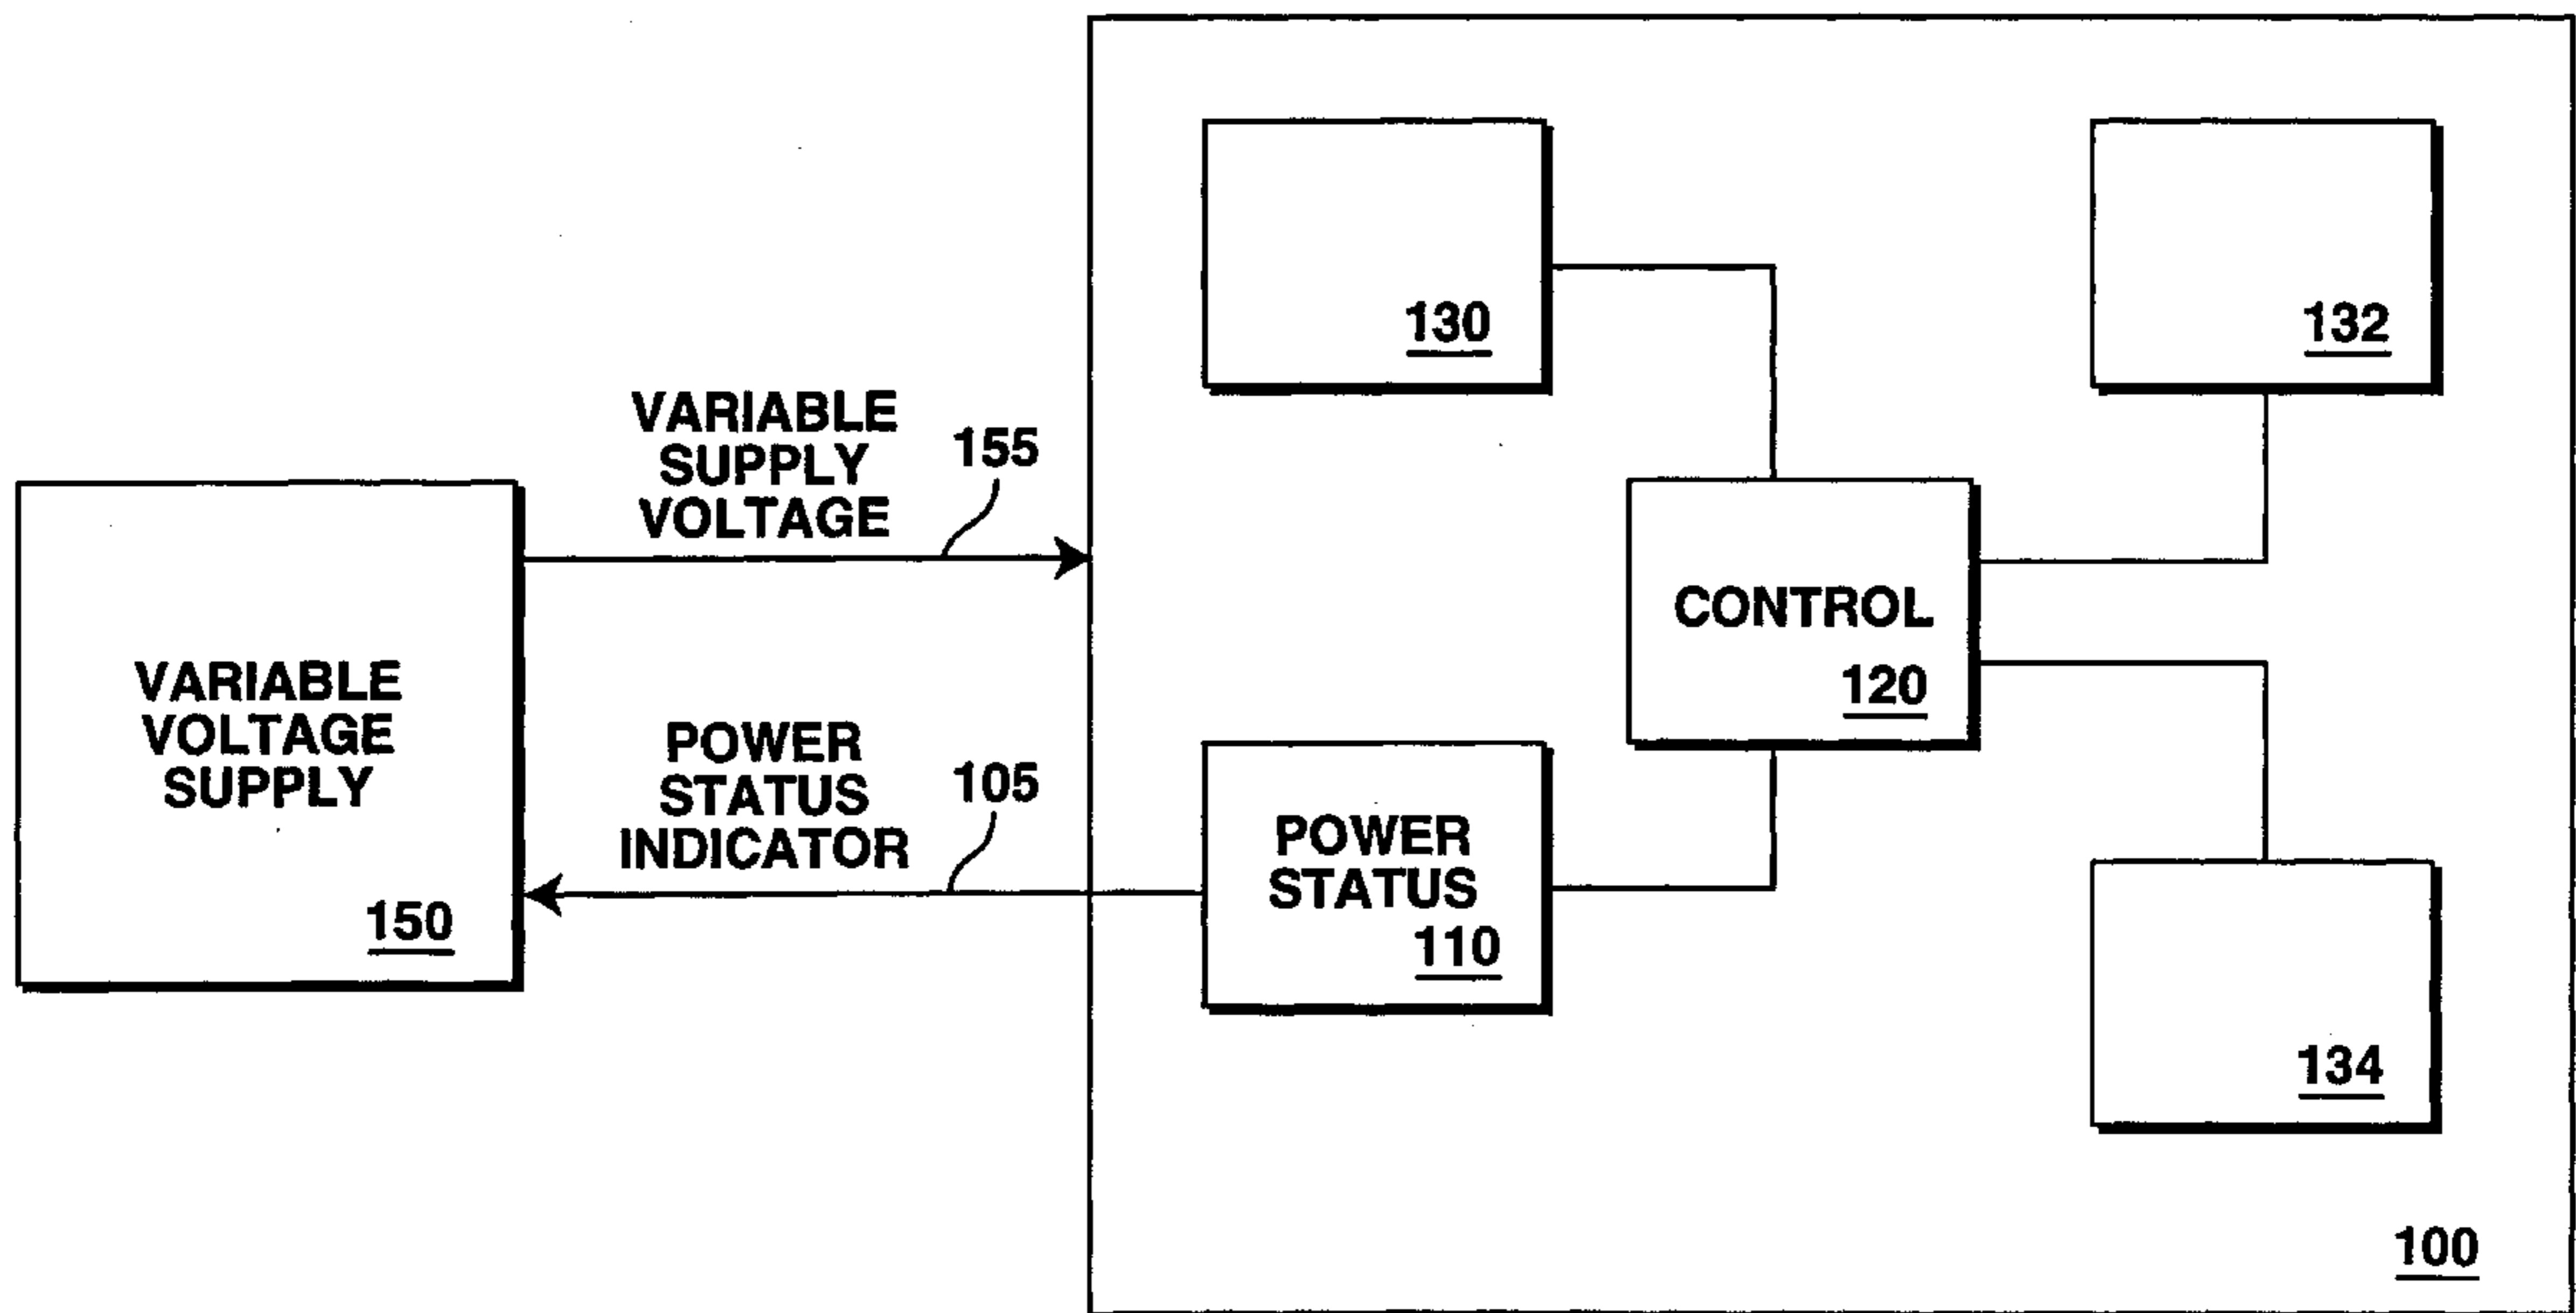 130
132
VARIABLE
SUPPLY
VOLTAGE
155
CONTROL
120
VARIABLE
VOLTAGE
SUPPLY
150
POWER
STATUS
INDICATOR
105
POWER
STATUS
110
134
100